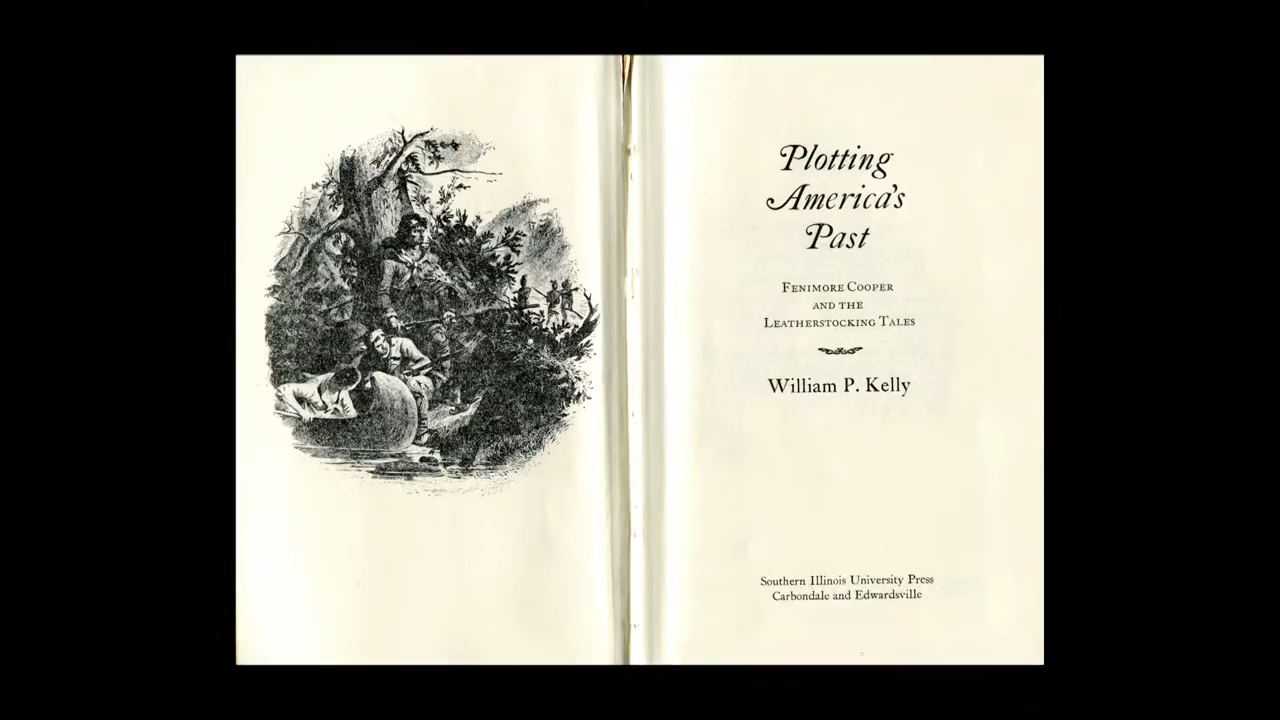 Plotting
America's
Past
Fenimore Cooper
and the
Leatherstocking Tales
William P. Kelly
Southern Illinois University Press
Carbondale and Edwardsville